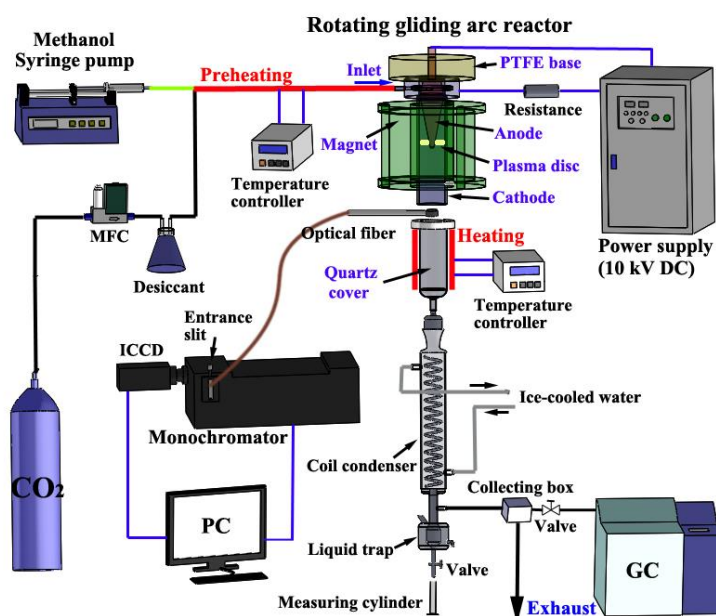 Rotating gliding arc reactor
Methanol
Syringe pump
Preheating
Inlet
PTFE base
Resistance
Magnet
Anode
Plasma disc
Cathode
Temperature
controller
MFC
Desiccant
Optical fiber
Heating
Quartz
cover
Temperature
controller
Power supply
(10 kV DC)
Entrance
slit
ICCD
Monochromator
Ice-cooled water
Coil condenser
CO₂
PC
Collecting box
Valve
Liquid trap
Valve
GC
Measuring cylinder
Exhaust